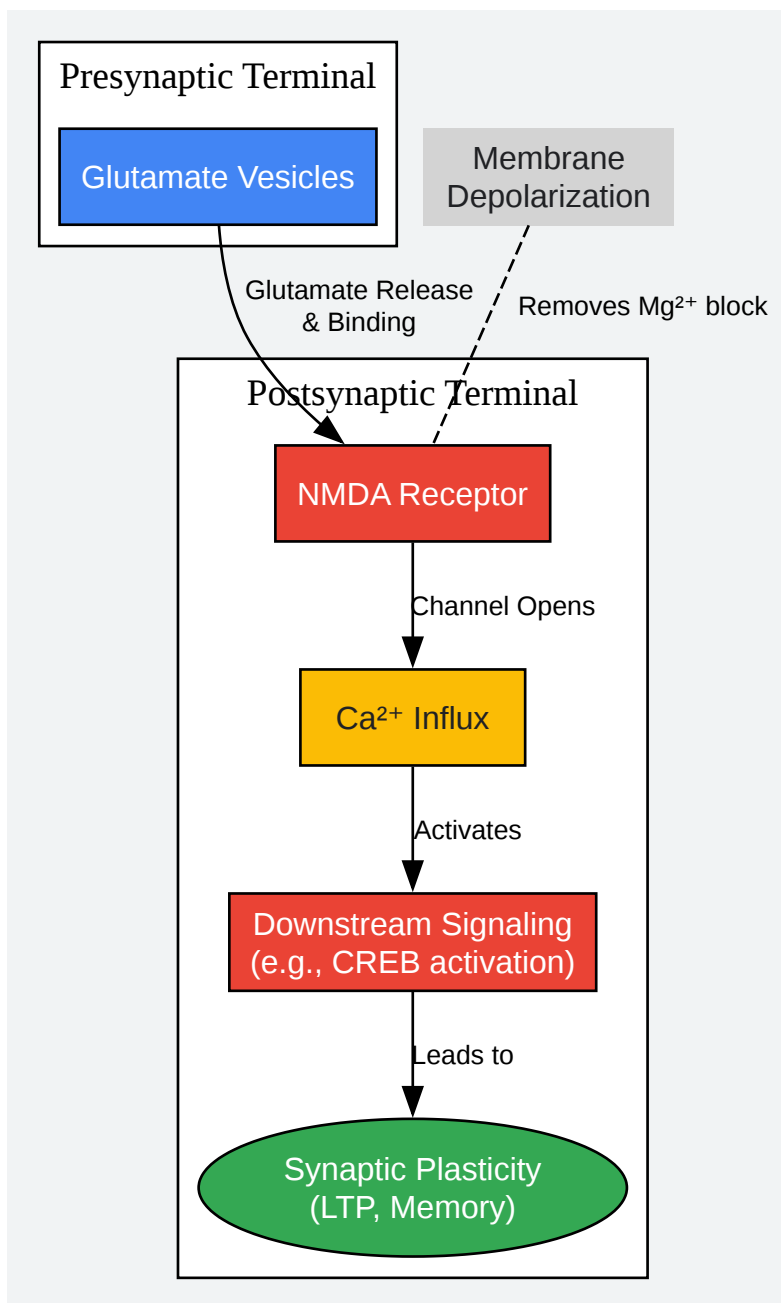 Presynaptic Terminal
Glutamate Vesicles
Membrane
Depolarization
Glutamate Release
& Binding
Removes Mg²⁺ block
Postsynaptic Terminal
NMDA Receptor
Channel Opens
Ca²⁺ Influx
Activates
Downstream Signaling
(e.g., CREB activation)
Leads to
Synaptic Plasticity
(LTP, Memory)